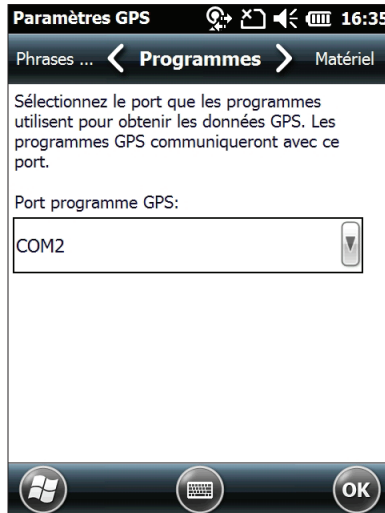 Paramètres GPS 16:35
Phrases ... Programmes Matériel
Sélectionnez le port que les programmes
utilisent pour obtenir les données GPS. Les
programmes GPS communiqueront avec ce
port.
Port programme GPS:
COM2
OK